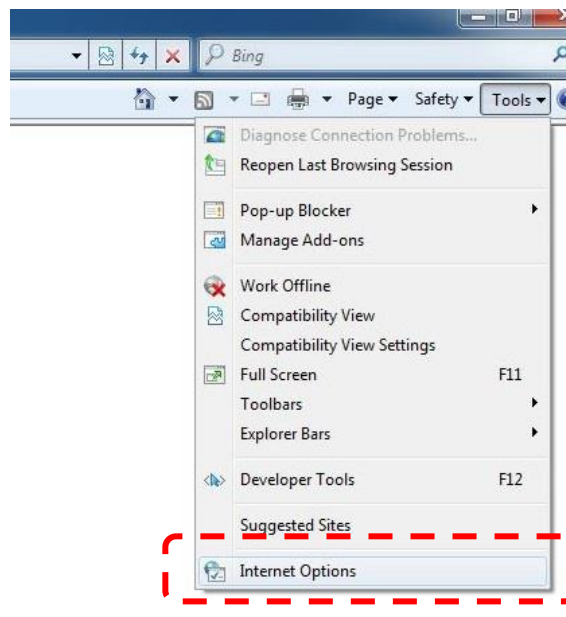 Bing
Page Safety Tools
Diagnose Connection Problems...
Reopen Last Browsing Session
Pop-up Blocker
Manage Add-ons
Work Offline
Compatibility View
Compatibility View Settings
Full Screen F11
Toolbars
Explorer Bars
Developer Tools F12
Suggested Sites
Internet Options